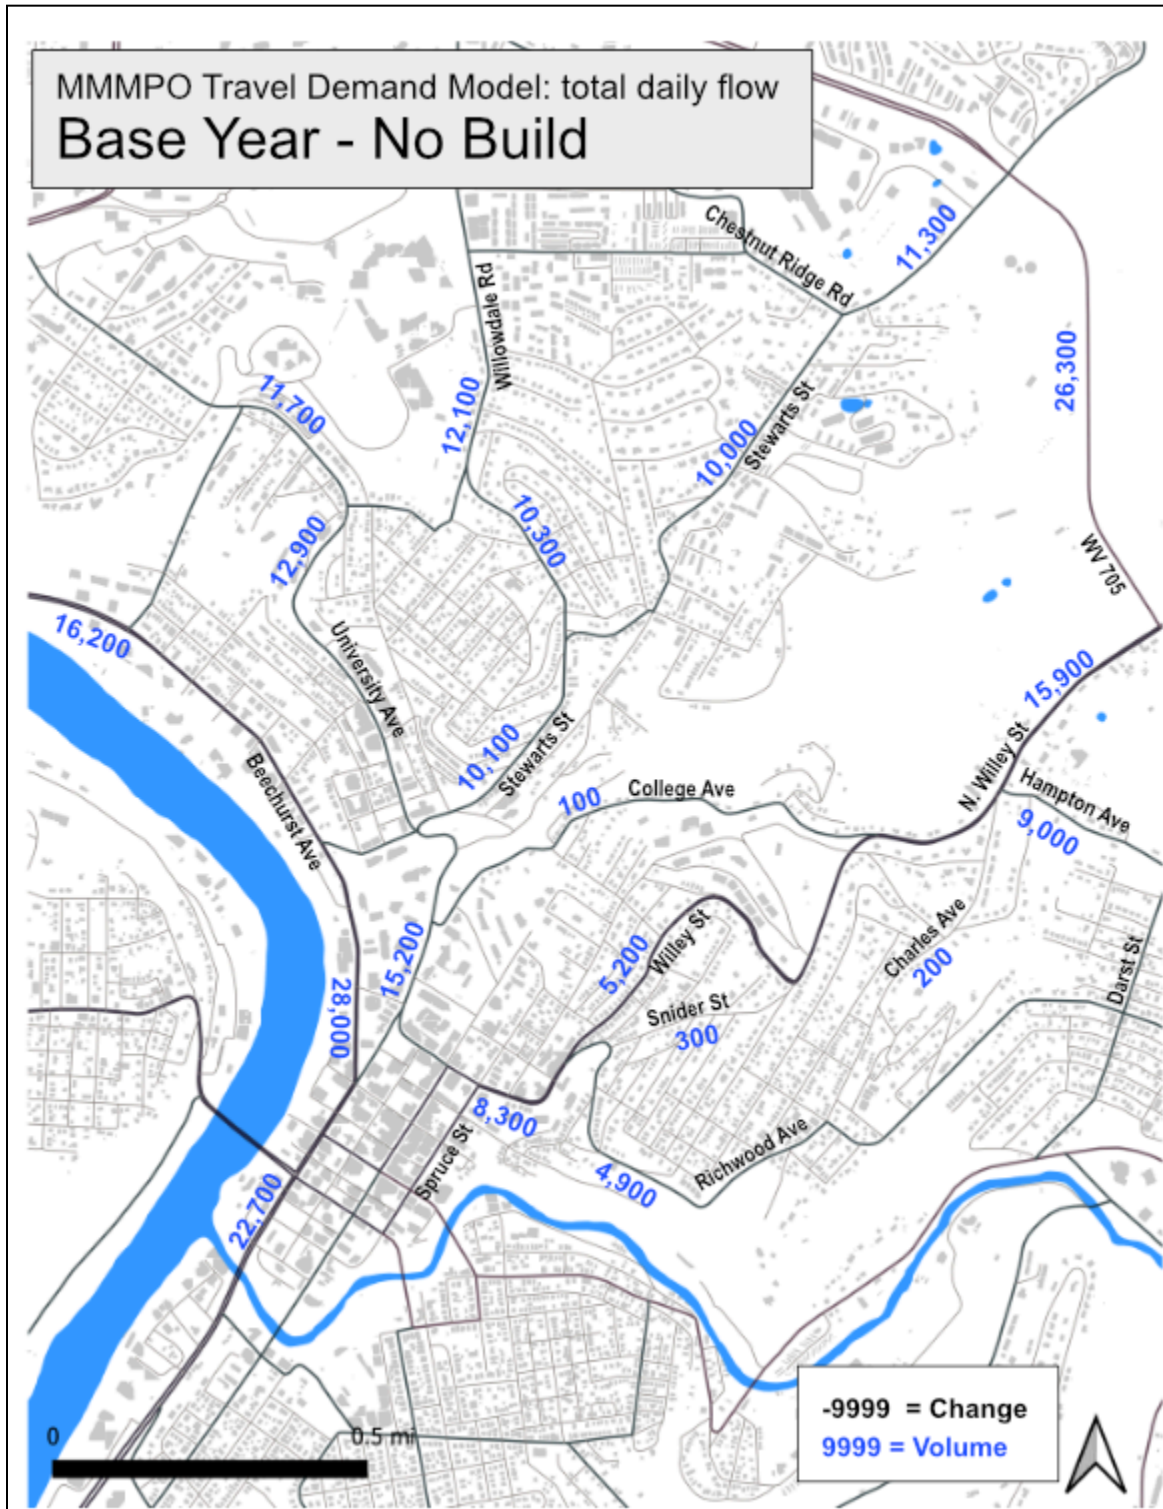 MMMPO Travel Demand Model: total daily flow
Base Year - No Build
Chestnut Ridge Rd
11,300
Willowdale Rd
26,300
11,700
12,100
Stewarts St
10,000
10,300
12,900
WV 705
16,200
University Ave
15,900
10,100
Stewarts St
N. Willey St
Beechurst Ave
College Ave
100
Hampton Ave
9,000
15,200
5,200
Willey St
Charles Ave
200
Darst St
28,000
Snider St
300
8,300
Spruce St
4,900
Richwood Ave
22,700
-9999 = Change
9999 = Volume
0
0.5 mi